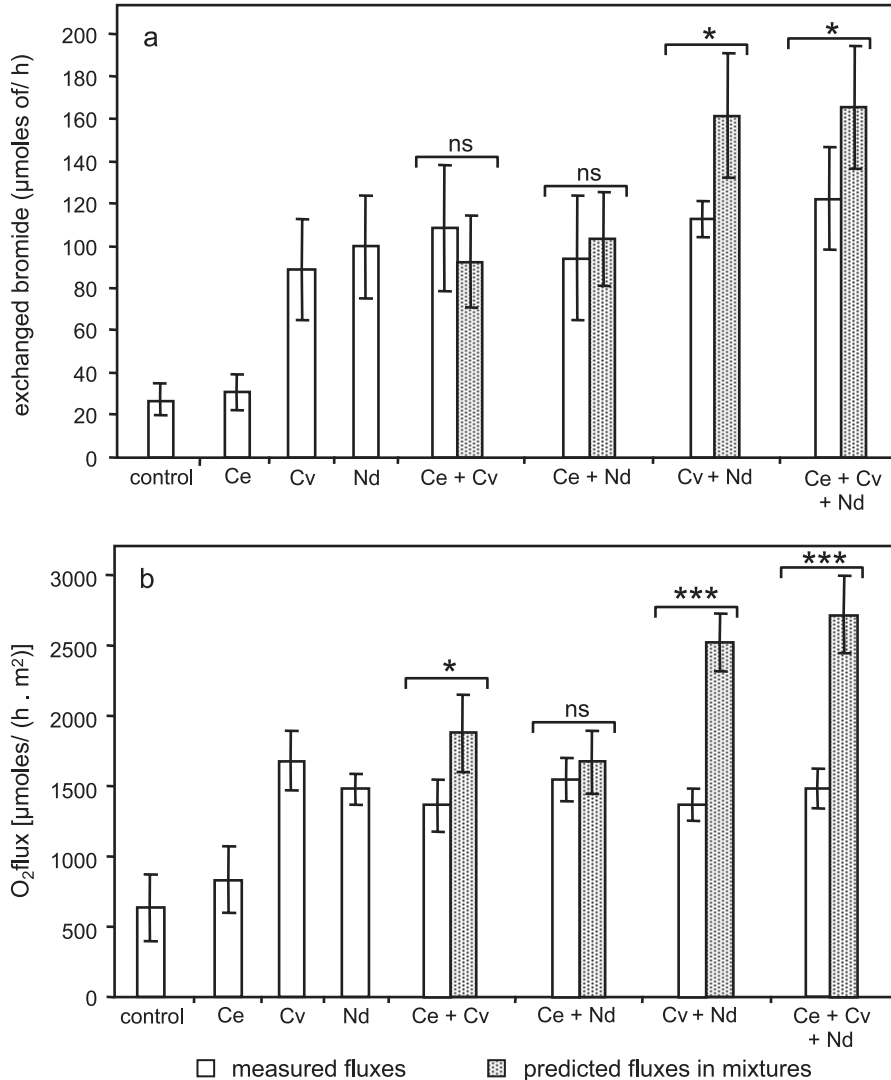 a
exchanged bromide (µmoles of/ h)
200
180
160
140
120
100
80
60
40
20
0
ns
ns
*
*
control
Ce
Cv
Nd
Ce + Cv
Ce + Nd
Cv + Nd
Ce + Cv
+ Nd
b
O₂flux [µmoles/ (h . m²)]
3000
2500
2000
1500
1000
500
0
*
ns
***
***
control
Ce
Cv
Nd
Ce + Cv
Ce + Nd
Cv + Nd
Ce + Cv
+ Nd
measured fluxes
predicted fluxes in mixtures